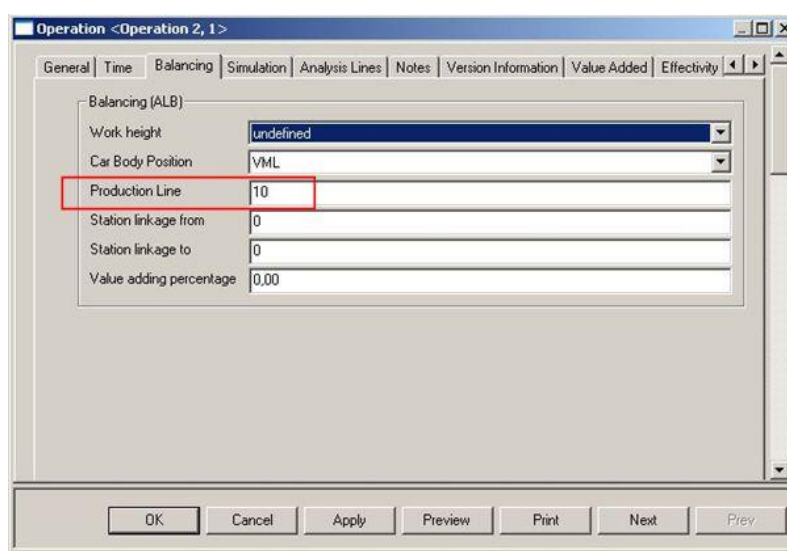 Operation <Operation 2, 1>
General Time Balancing Simulation Analysis Lines Notes Version Information Value Added Effectivity
Balancing (ALB)
Work height undefined
Car Body Position VML
Production Line 10
Station linkage from 0
Station linkage to 0
Value adding percentage 0,00
OK Cancel Apply Preview Print Next Prev